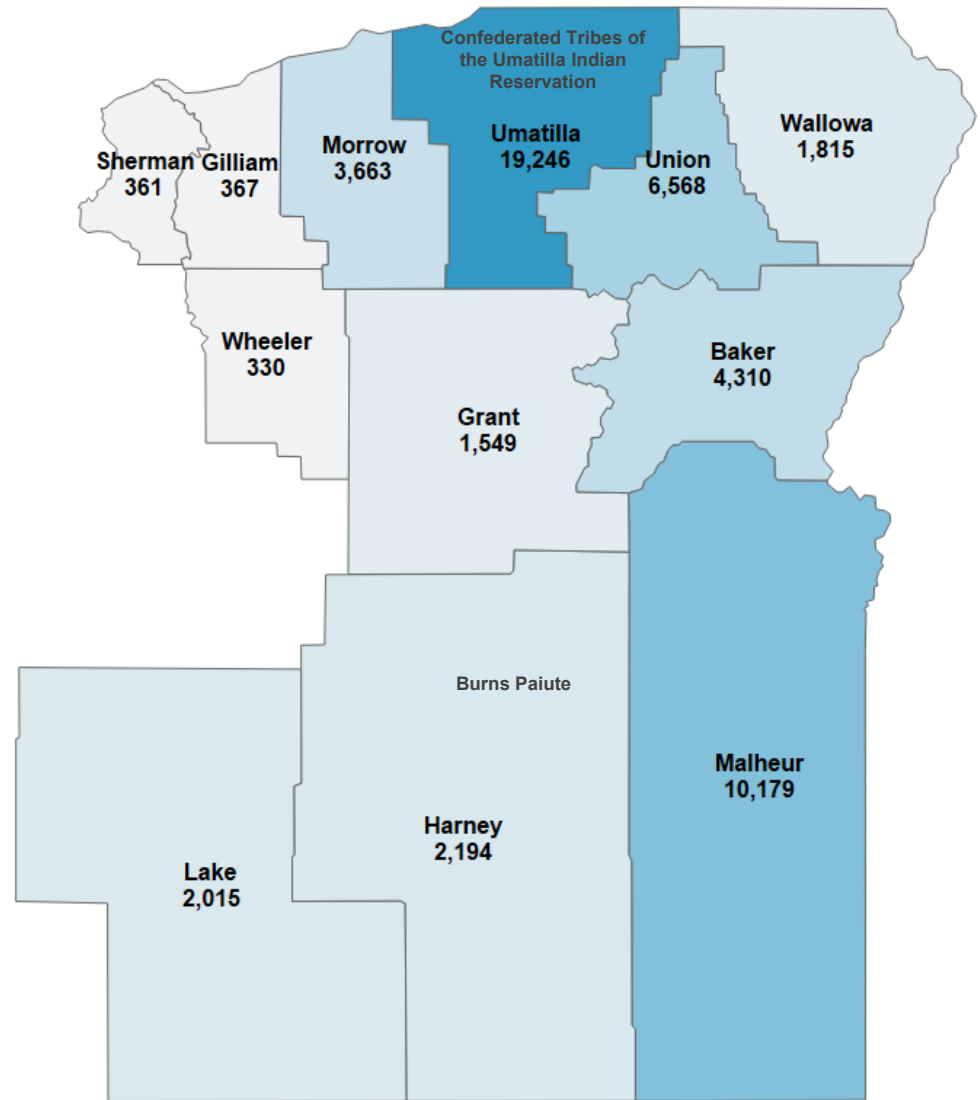 Confederated Tribes of
the Umatilla Indian
Reservation
Wallowa
1,815
Umatilla
19,246
Morrow
3,663
Union
6,568
Sherman
361
Gilliam
367
Wheeler
330
Baker
4,310
Grant
1,549
Burns Paiute
Malheur
10,179
Harney
2,194
Lake
2,015